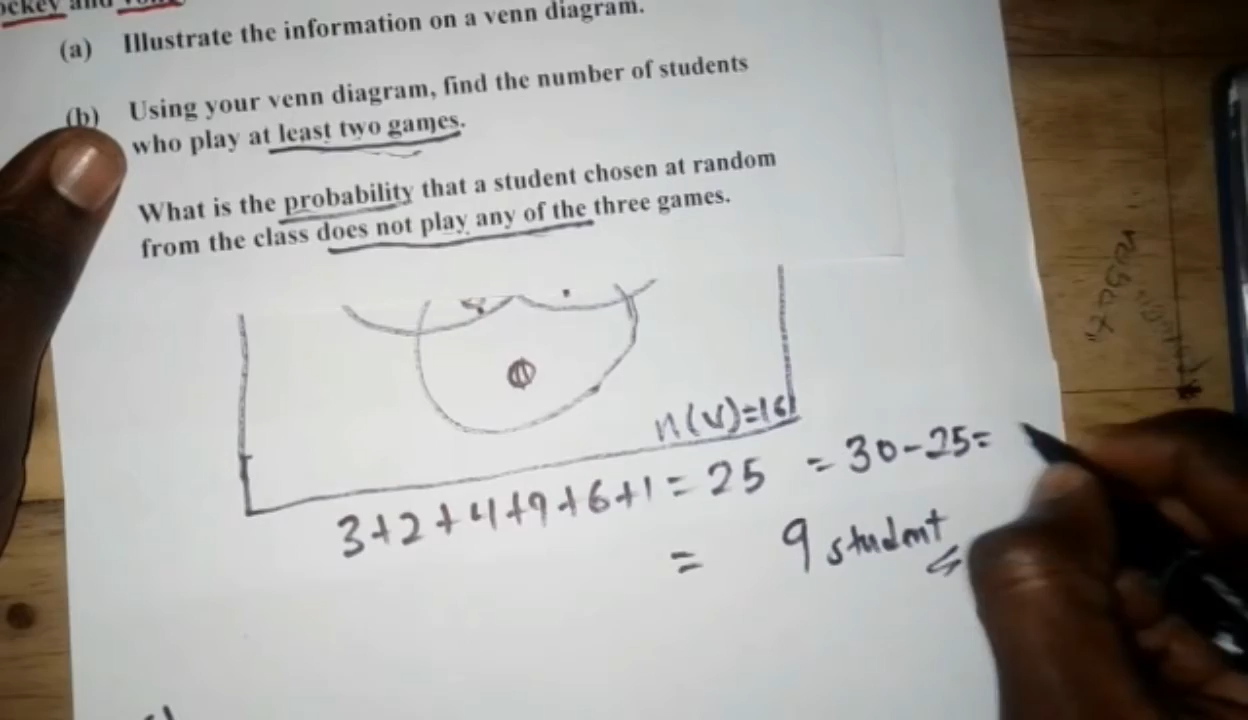 (a) Illustrate the information on a venn diagram.
(b) Using your venn diagram, find the number of students
who play at least two games.
What is the probability that a student chosen at random
from the class does not play any of the three games.
1
n(V)=16
3+2+4+9+6+1=25 =30-25=
= 9 student